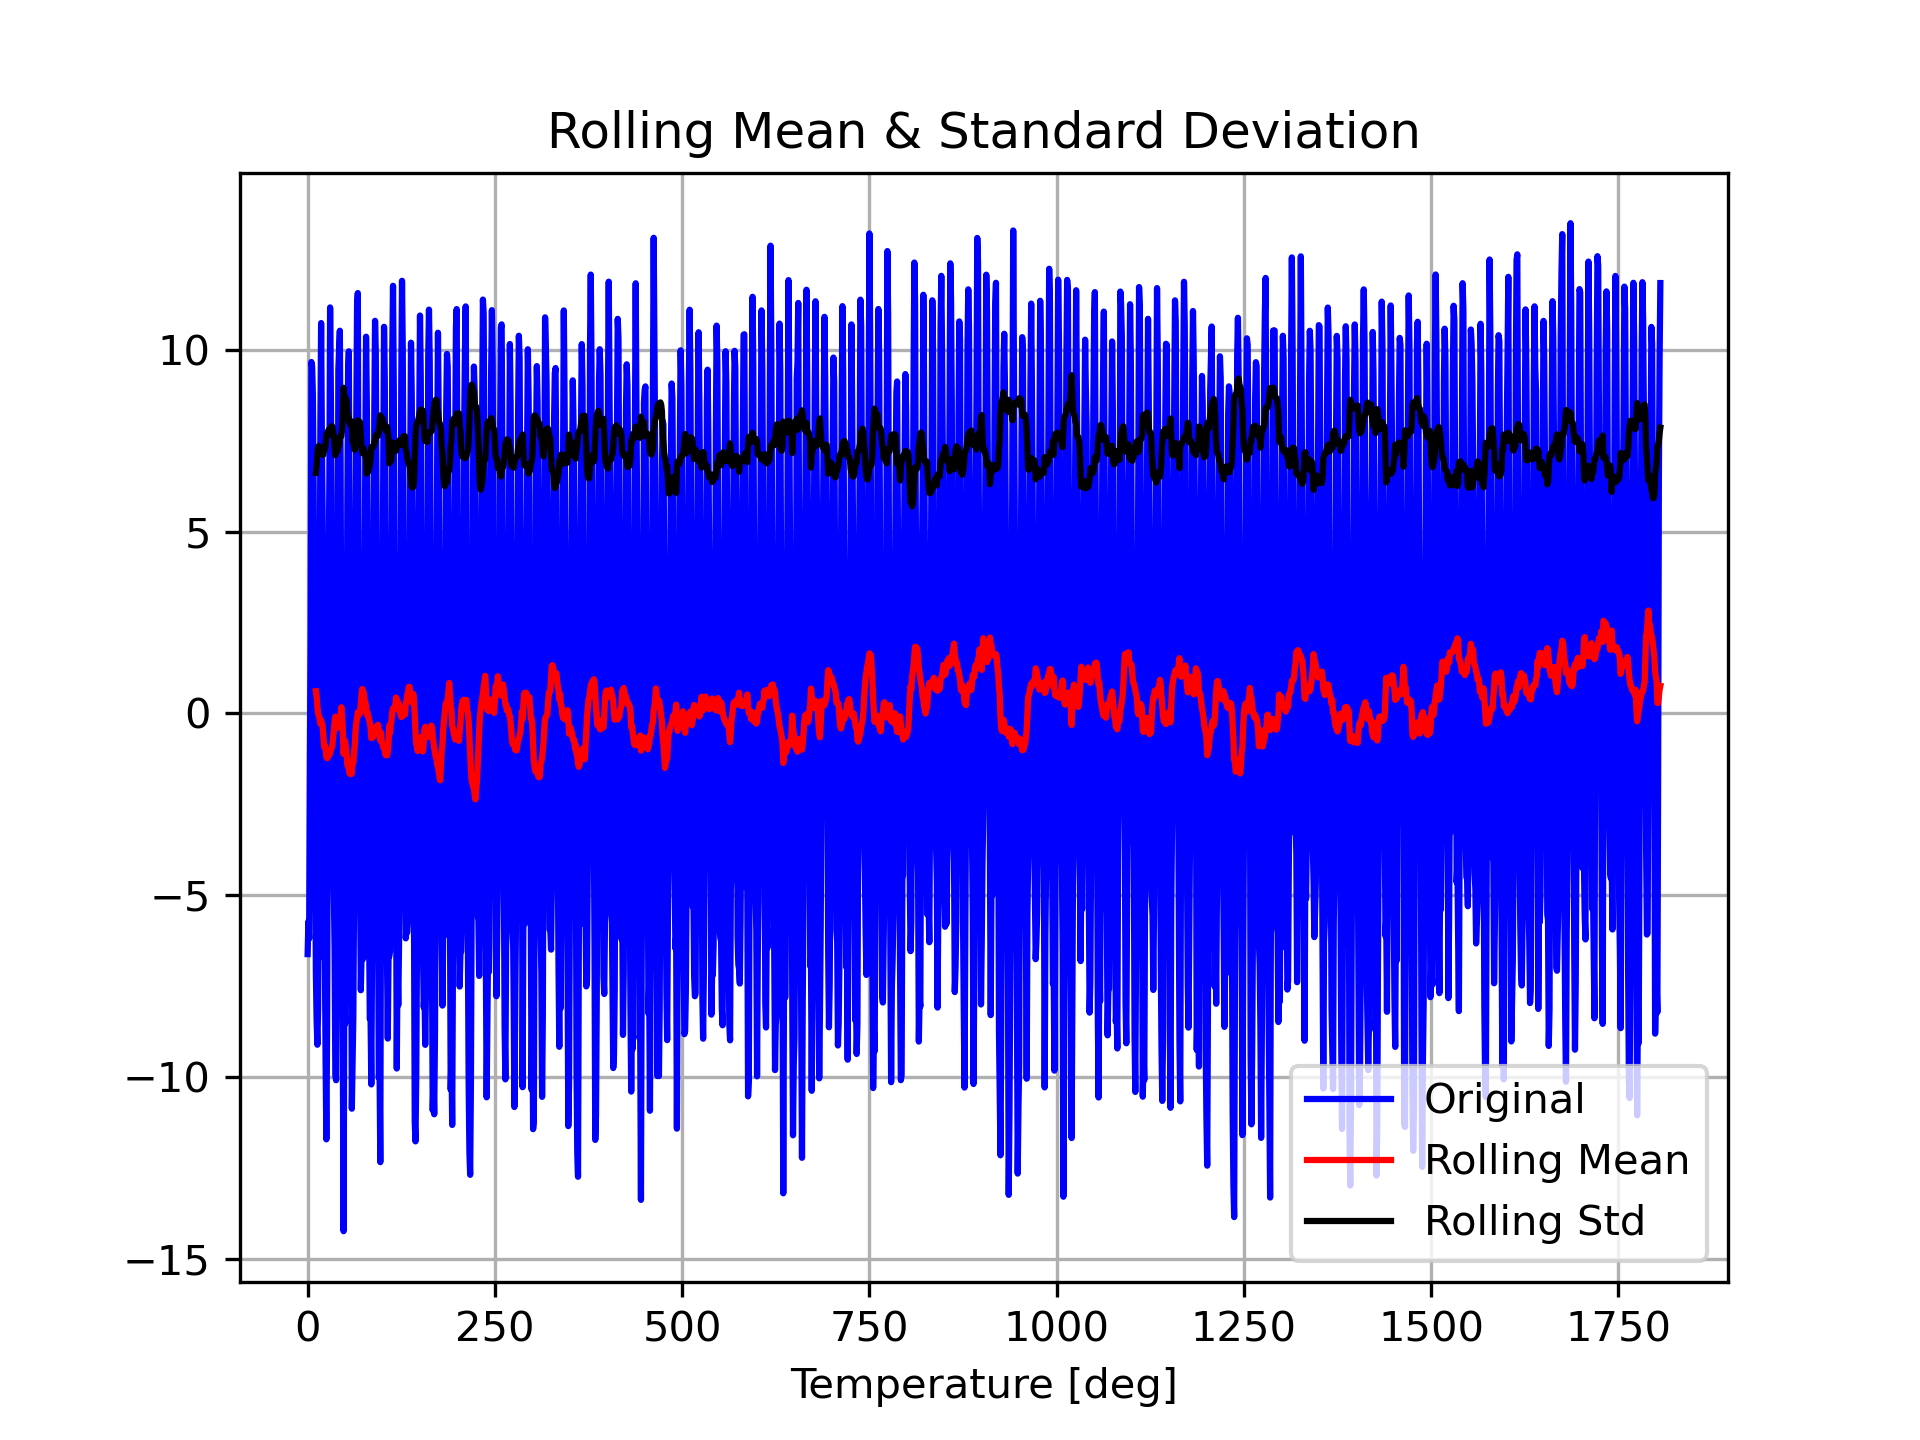 Rolling Mean & Standard Deviation
10
5
0
−5
−10
−15
Original
Rolling Mean
Rolling Std
0 250 500 750 1000 1250 1500 1750
Temperature [deg]